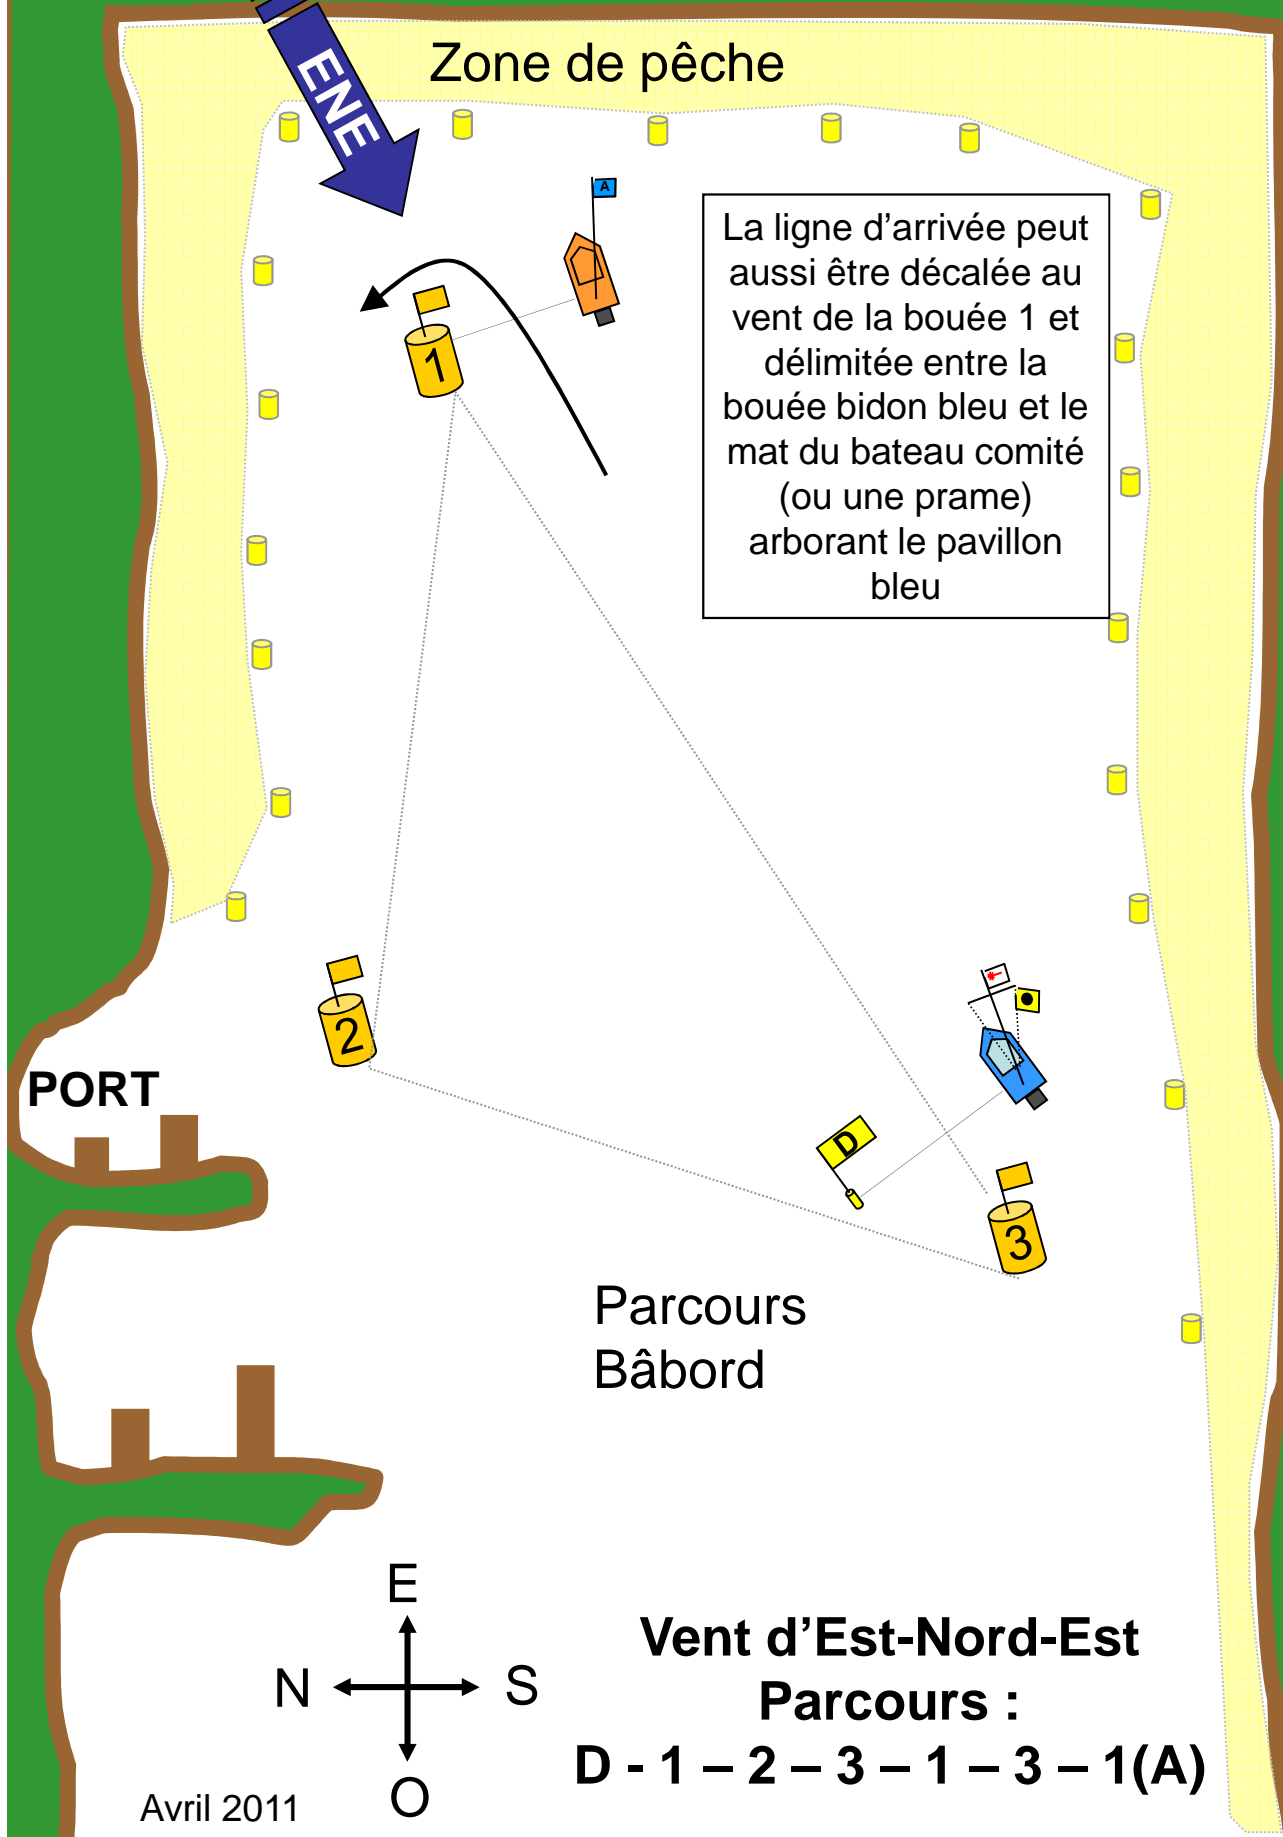 ENE
Zone de pêche
A
La ligne d'arrivée peut
aussi être décalée au
vent de la bouée 1 et
délimitée entre la
bouée bidon bleu et le
mat du bateau comité
(ou une prame)
arborant le pavillon
bleu
1
2
PORT
D
3
Parcours
Bâbord
E
N
S
O
Vent d'Est-Nord-Est
Parcours :
D - 1 – 2 – 3 – 1 – 3 – 1(A)
Avril 2011